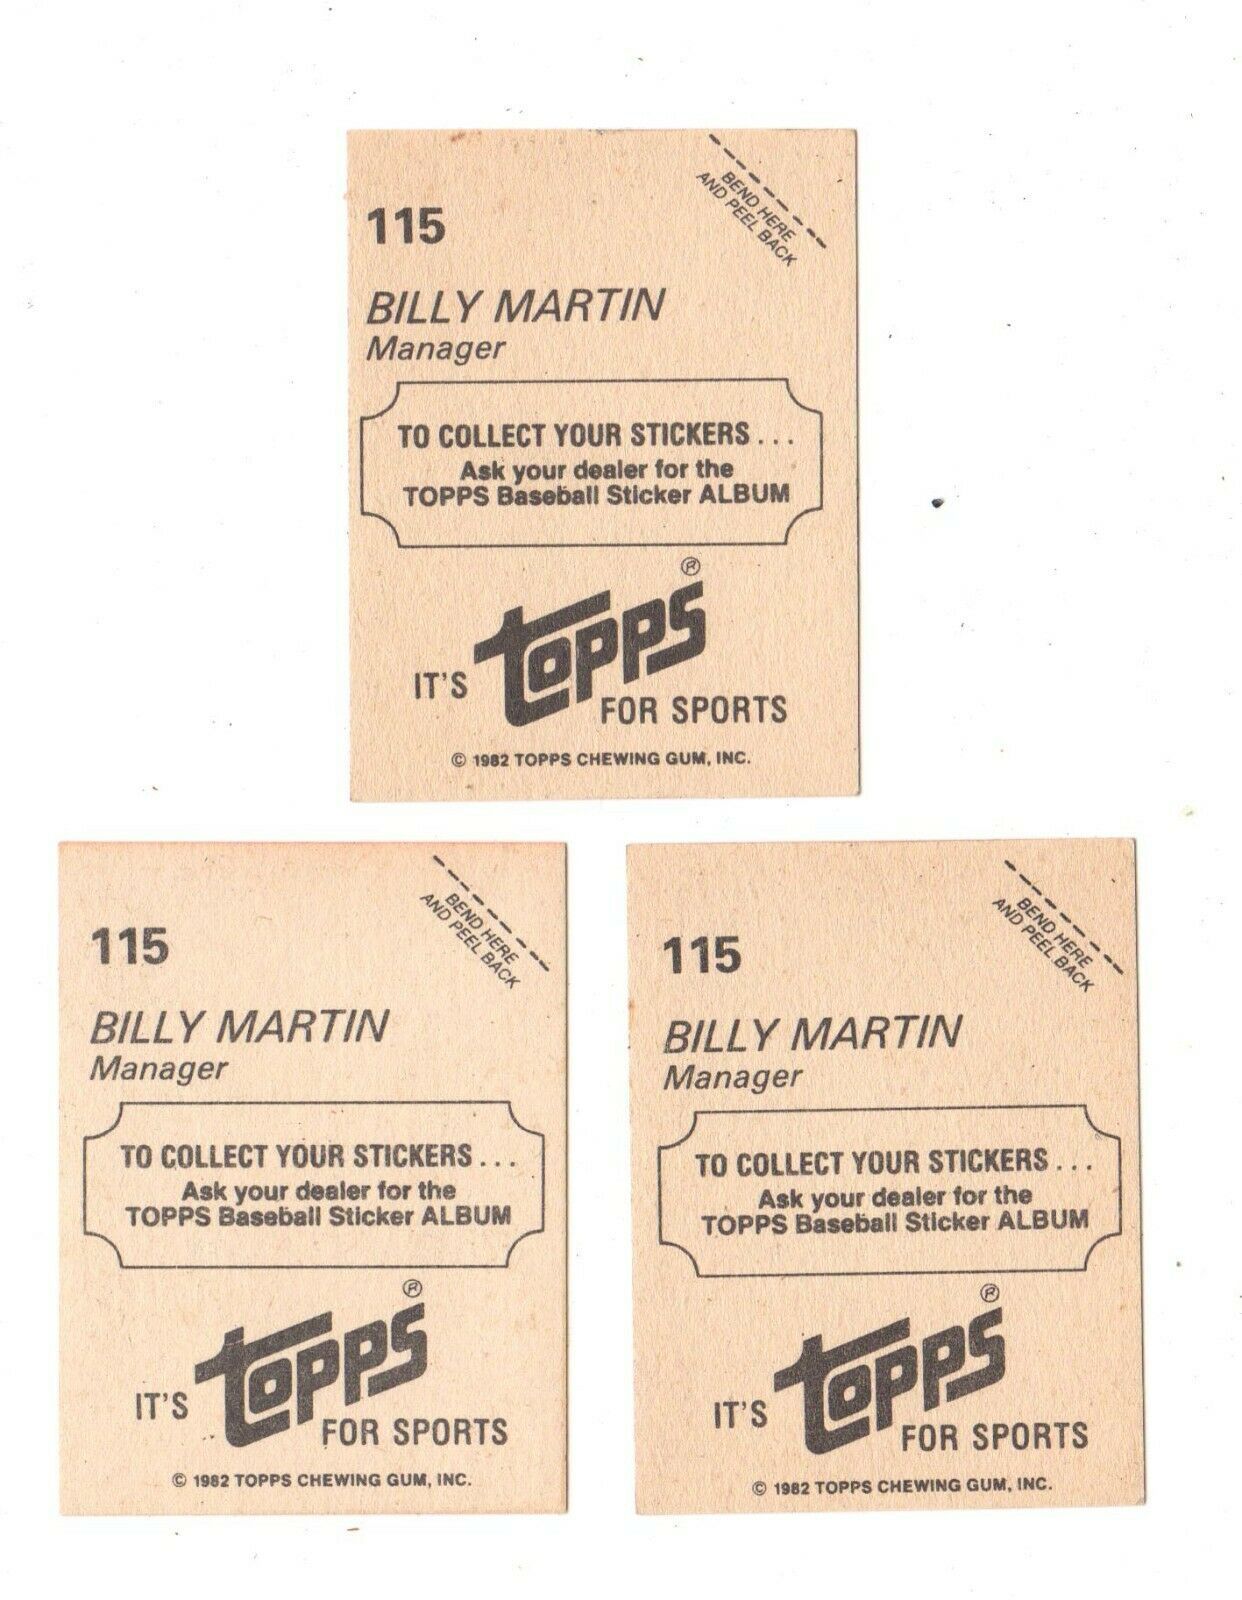 BEND HERE
AND PEEL BACK
115
BILLY MARTIN
Manager
TO COLLECT YOUR STICKERS...
Ask your dealer for the
TOPPS Baseball Sticker ALBUM
IT'S topps®
FOR SPORTS
© 1982 TOPPS CHEWING GUM, INC.
BEND HERE
AND PEEL BACK
115
BILLY MARTIN
Manager
TO COLLECT YOUR STICKERS...
Ask your dealer for the
TOPPS Baseball Sticker ALBUM
IT'S topps®
FOR SPORTS
© 1982 TOPPS CHEWING GUM, INC.
BEND HERE
AND PEEL BACK
115
BILLY MARTIN
Manager
TO COLLECT YOUR STICKERS...
Ask your dealer for the
TOPPS Baseball Sticker ALBUM
IT'S topps®
FOR SPORTS
© 1982 TOPPS CHEWING GUM, INC.